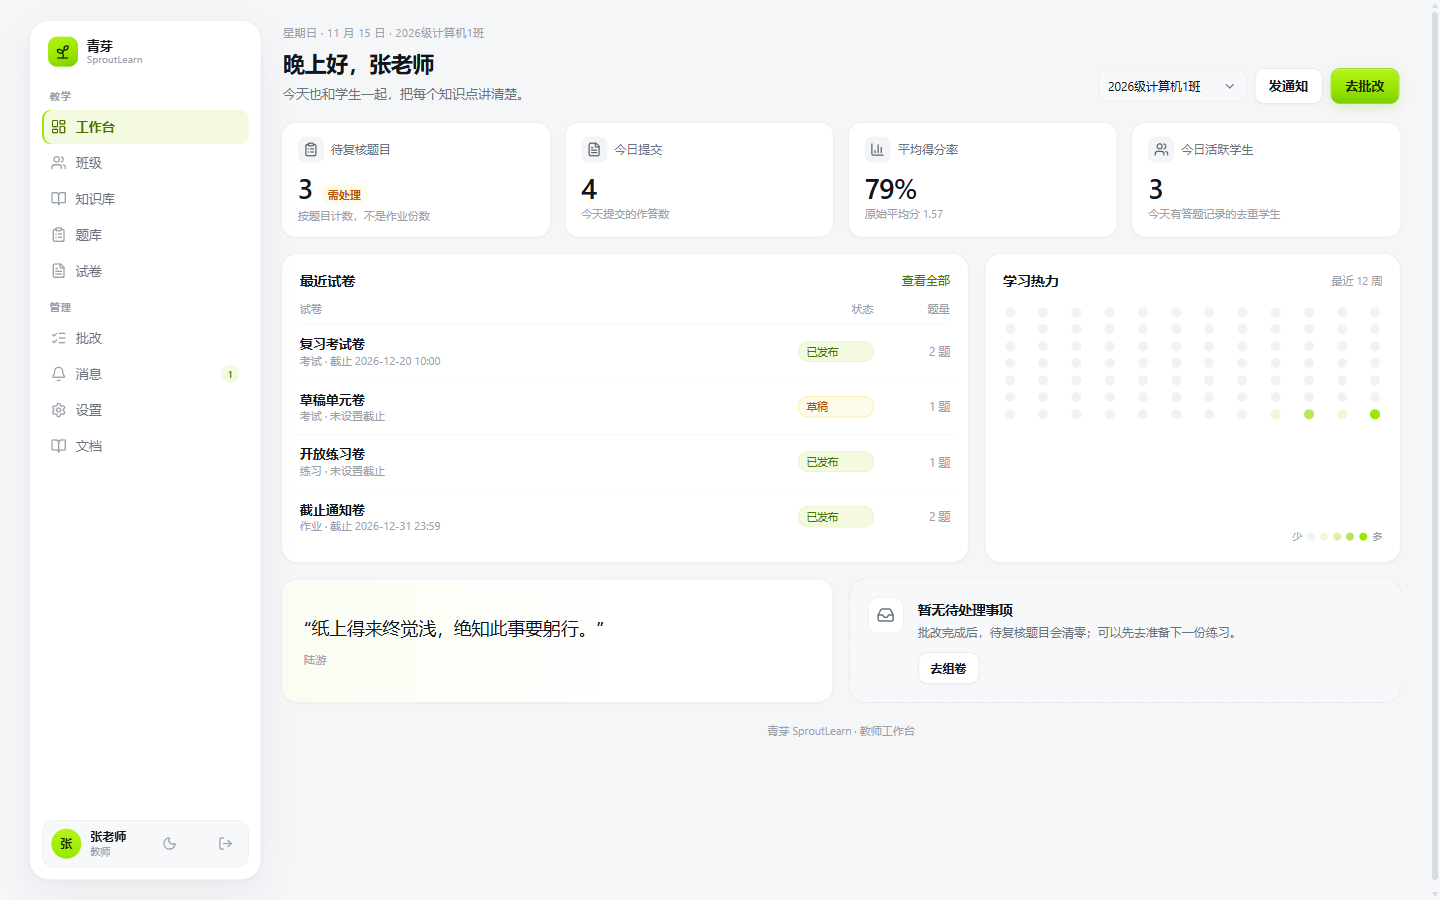 青芽
SproutLearn
教学
工作台
班级
知识库
题库
试卷
管理
批改
消息
1
设置
文档
张
张老师
教师
星期日 · 11 月 15 日 · 2026级计算机1班
晚上好，张老师
今天也和学生一起，把每个知识点讲清楚。
2026级计算机1班
发通知
去批改
待复核题目
3 需处理
按题目计数，不是作业份数
今日提交
4
今天提交的作答数
平均得分率
79%
原始平均分 1.57
今日活跃学生
3
今天有答题记录的去重学生
最近试卷 查看全部
试卷 状态 题量
复习考试卷
考试 · 截止 2026-12-20 10:00
已发布 2 题
草稿单元卷
考试 · 未设置截止
草稿 1 题
开放练习卷
练习 · 未设置截止
已发布 1 题
截止通知卷
作业 · 截止 2026-12-31 23:59
已发布 2 题
学习热力 最近 12 周
少 多
“纸上得来终觉浅，绝知此事要躬行。”
陆游
暂无待处理事项
批改完成后，待复核题目会清零；可以先去准备下一份练习。
去组卷
青芽 SproutLearn · 教师工作台